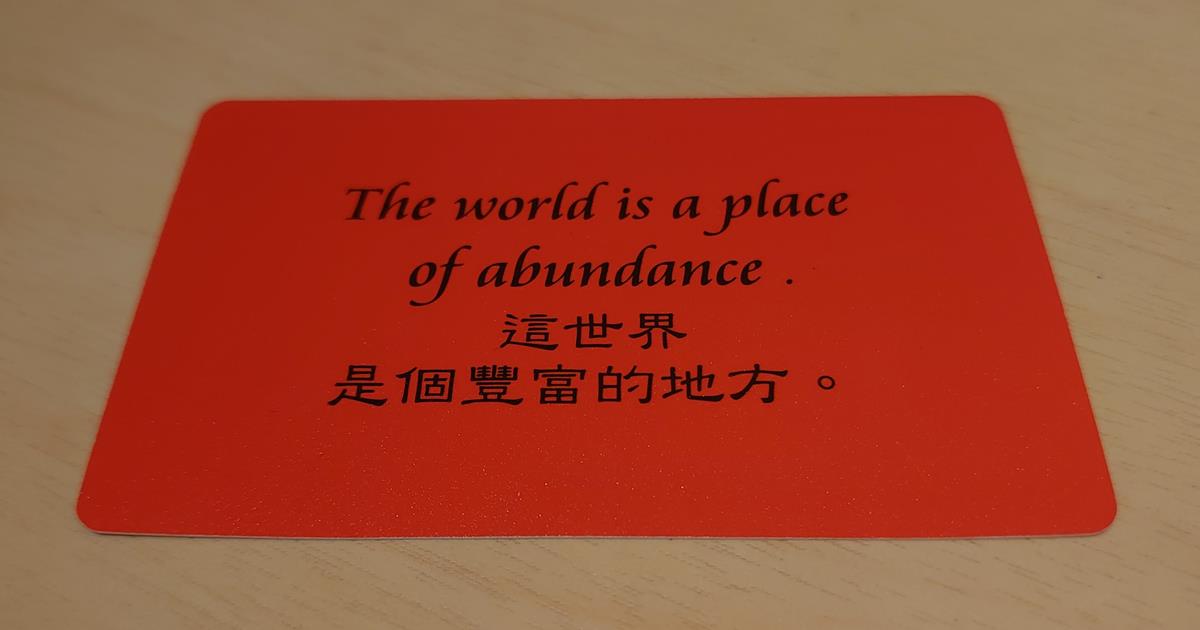 The world is a place
of abundance .
這世界
是個豐富的地方。